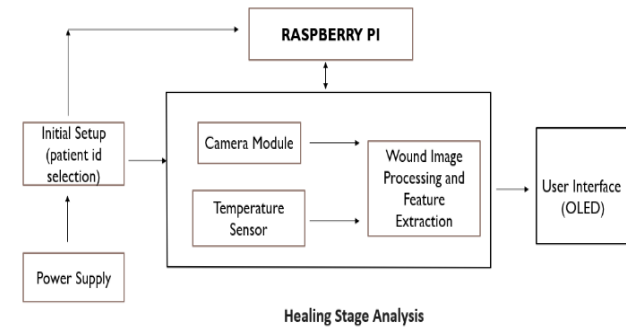 RASPBERRY PI
Initial Setup
(patient id
selection)
Camera Module
Temperature
Sensor
Wound Image
Processing and
Feature
Extraction
User Interface
(OLED)
Power Supply
Healing Stage Analysis